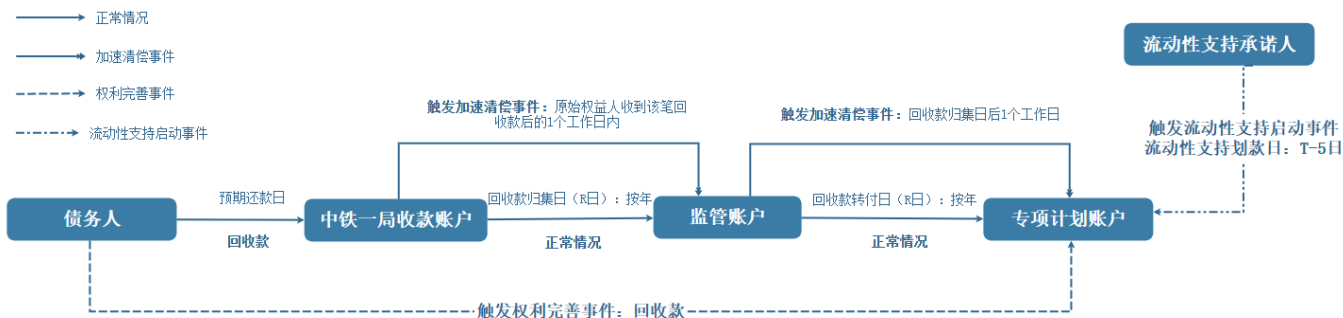 正常情况
加速清偿事件
权利完善事件
流动性支持启动事件
流动性支持承诺人
触发加速清偿事件：原始权益人收到该笔回
收款后的1个工作日内
触发加速清偿事件：回收款归集日后1个工作日
触发流动性支持启动事件
流动性支持划款日：T-5日
预期还款日
回收款归集日（R日）：按年
回收款转付日（R日）：按年
债务人
中铁一局收款账户
监管账户
专项计划账户
回收款
正常情况
正常情况
触发权利完善事件：回收款